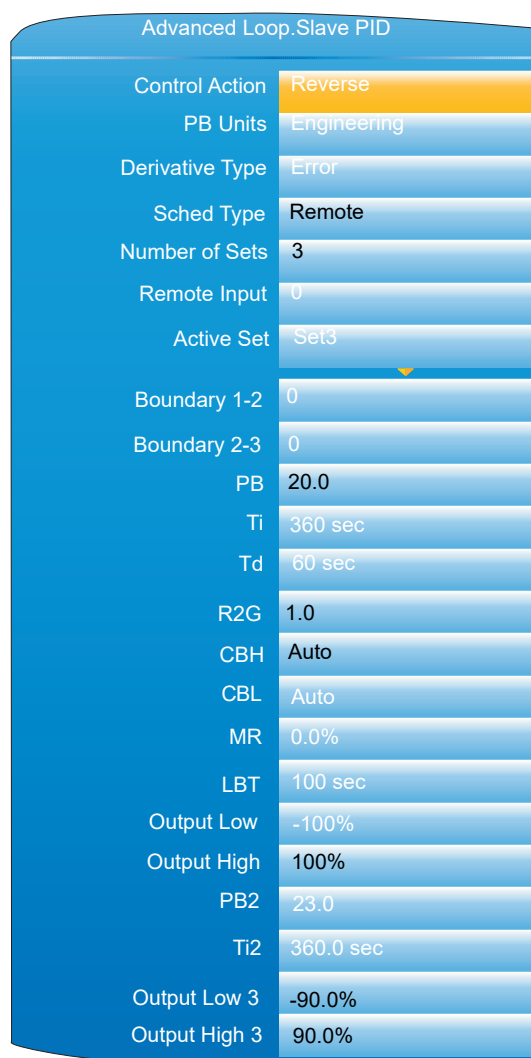 Advanced Loop.Slave PID
Control Action Reverse
PB Units Engineering
Derivative Type Error
Sched Type Remote
Number of Sets 3
Remote Input 0
Active Set Set3
Boundary 1-2 0
Boundary 2-3 0
PB 20.0
Ti 360 sec
Td 60 sec
R2G 1.0
CBH Auto
CBL Auto
MR 0.0%
LBT 100 sec
Output Low -100%
Output High 100%
PB2 23.0
Ti2 360.0 sec
Output Low 3 -90.0%
Output High 3 90.0%